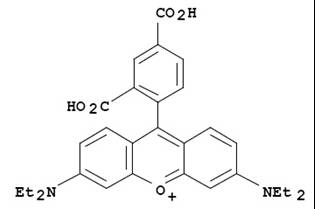 CO₂H
HO₂C
Et₂N
O
+
NEt₂